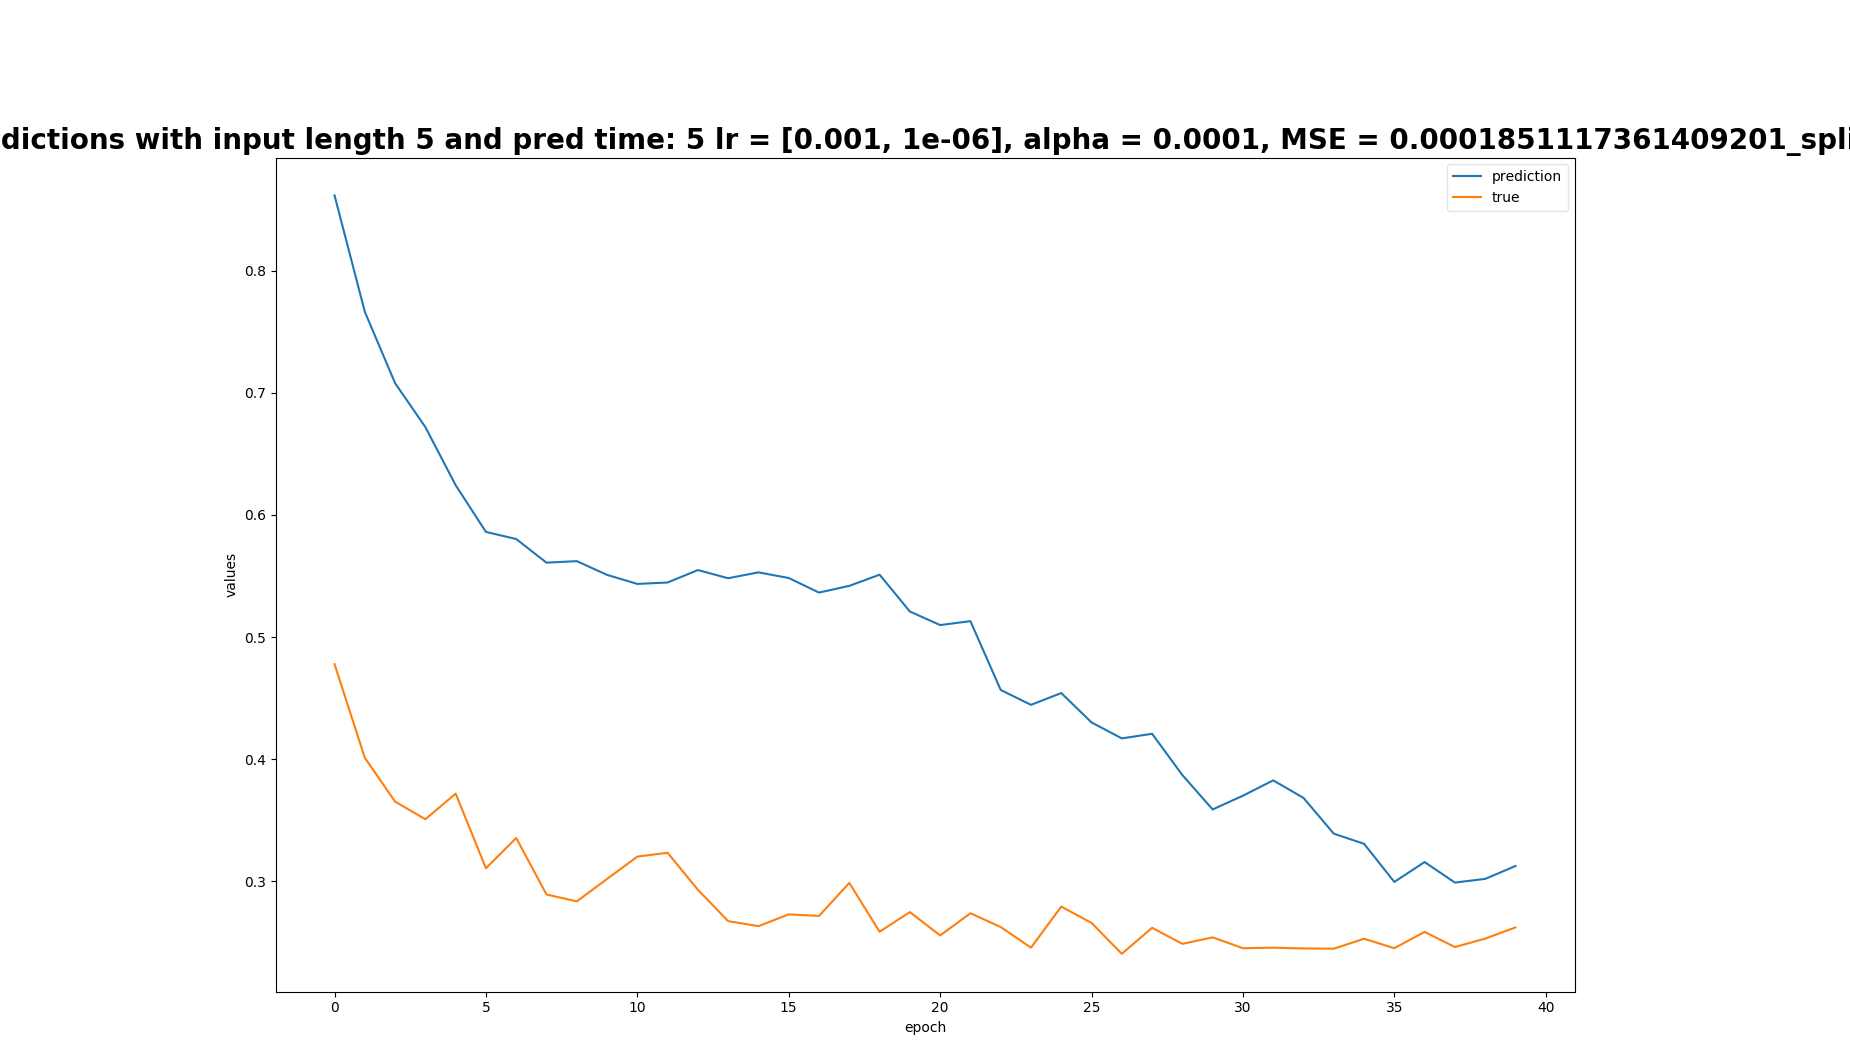 dictions with input length 5 and pred time: 5 lr = [0.001, 1e-06], alpha = 0.0001, MSE = 0.0001851117361409201_spli
prediction
true
0.8
0.7
0.6
0.5
0.4
0.3
values
0 5 10 15 20 25 30 35 40
epoch